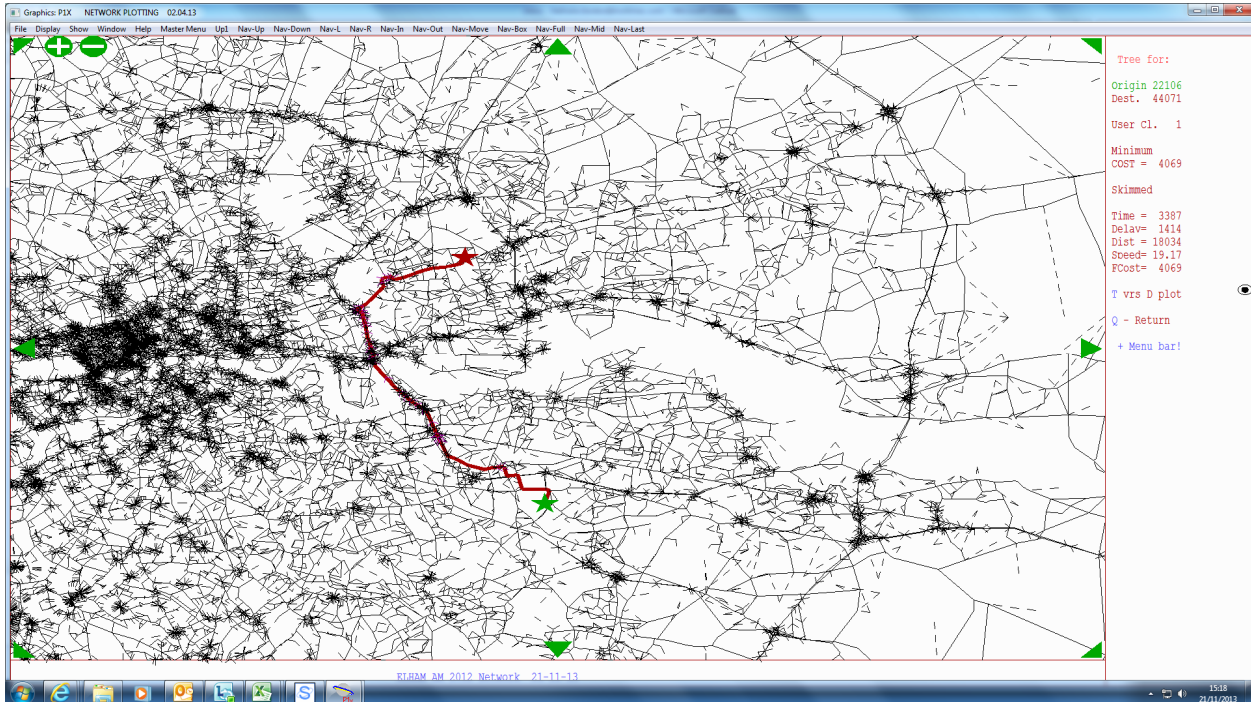 Graphics: P1X NETWORK PLOTTING 02.04.13
File Display Show Window Help Master Menu Up1 Nav-Up Nav-Down Nav-L Nav-R Nav-In Nav-Out Nav-Move Nav-Box Nav-Full Nav-Mid Nav-Last
Tree for:
Origin 22106
Dest. 44071
User Cl. 1
Minimum
COST = 4069
Skimmed
Time = 3387
Delay= 1414
Dist = 18034
Speed= 19.17
FCost= 4069
T vrs D plot
Q - Return
+ Menu bar!
ELHAM AM 2012 Network 21-11-13
15:18
21/11/2013